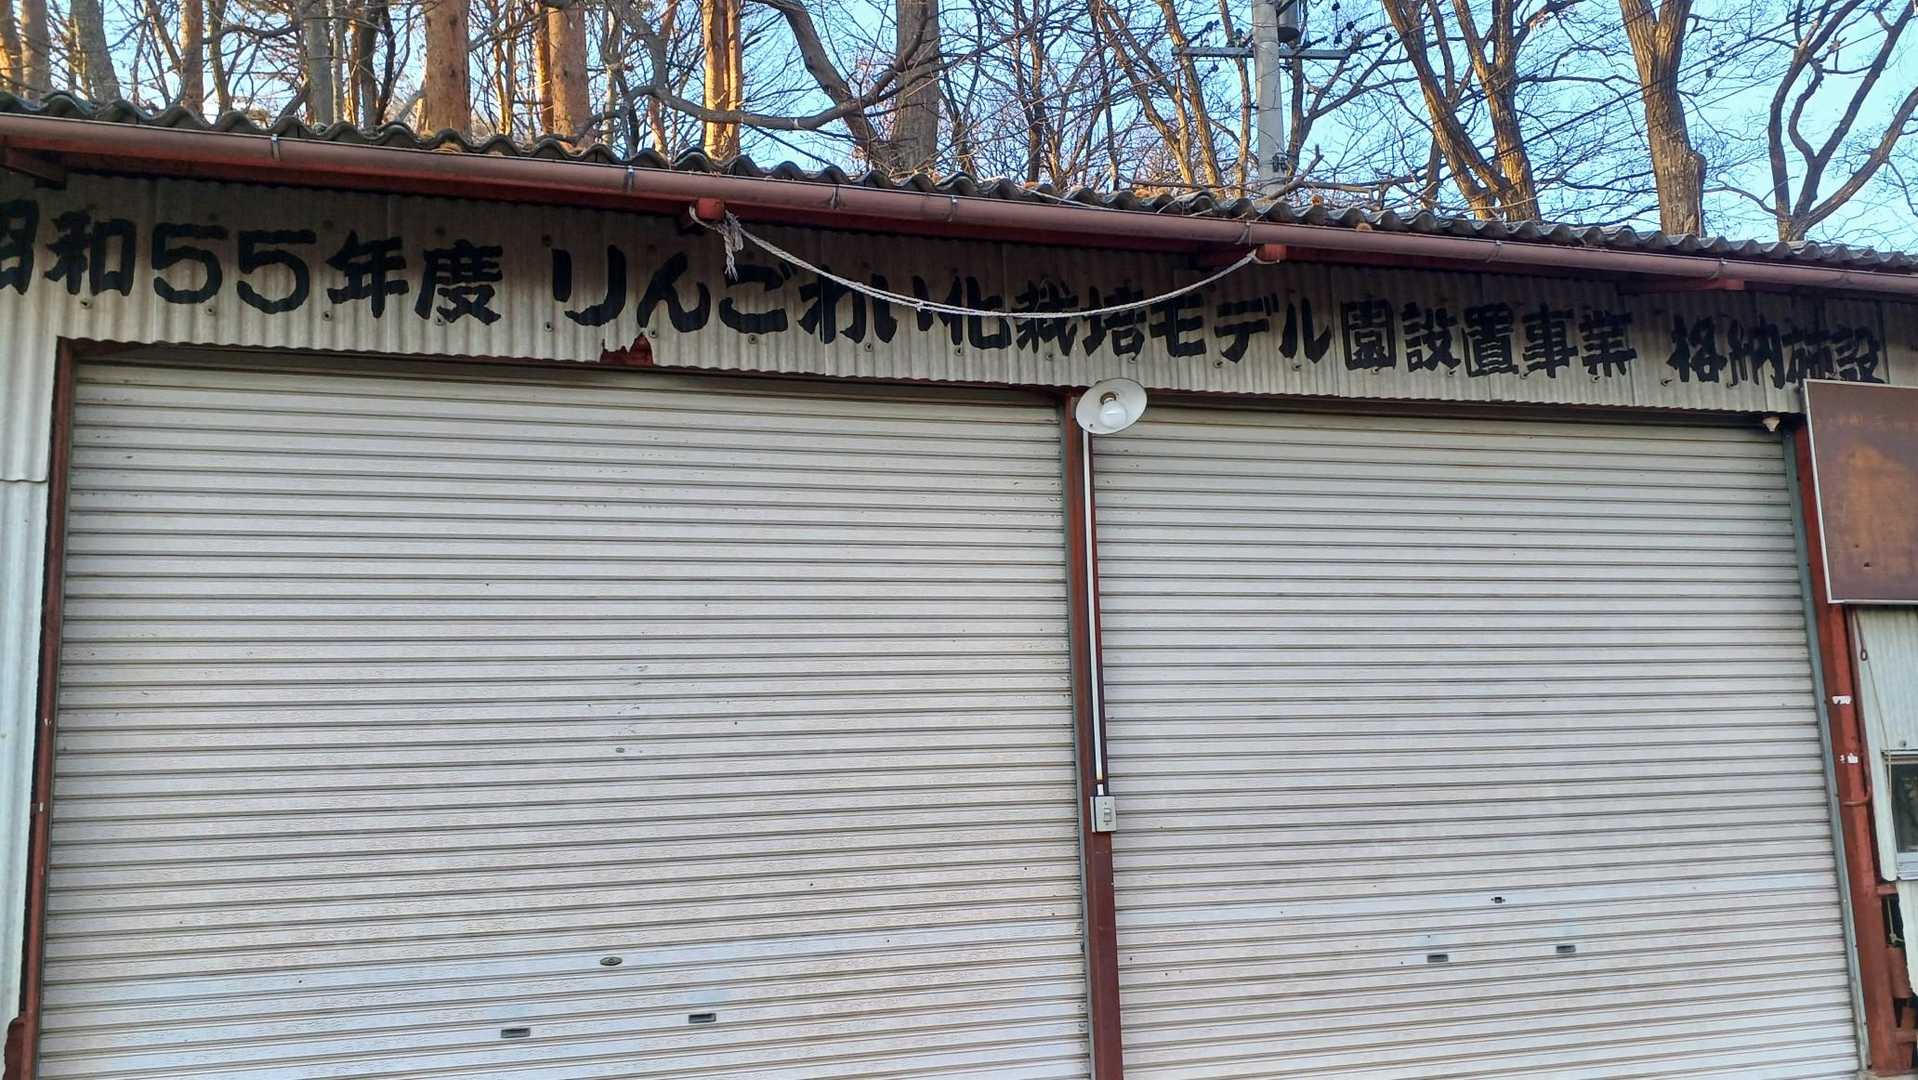 昭和55年度 りんごわい化栽培モデル園設置事業 格納施設